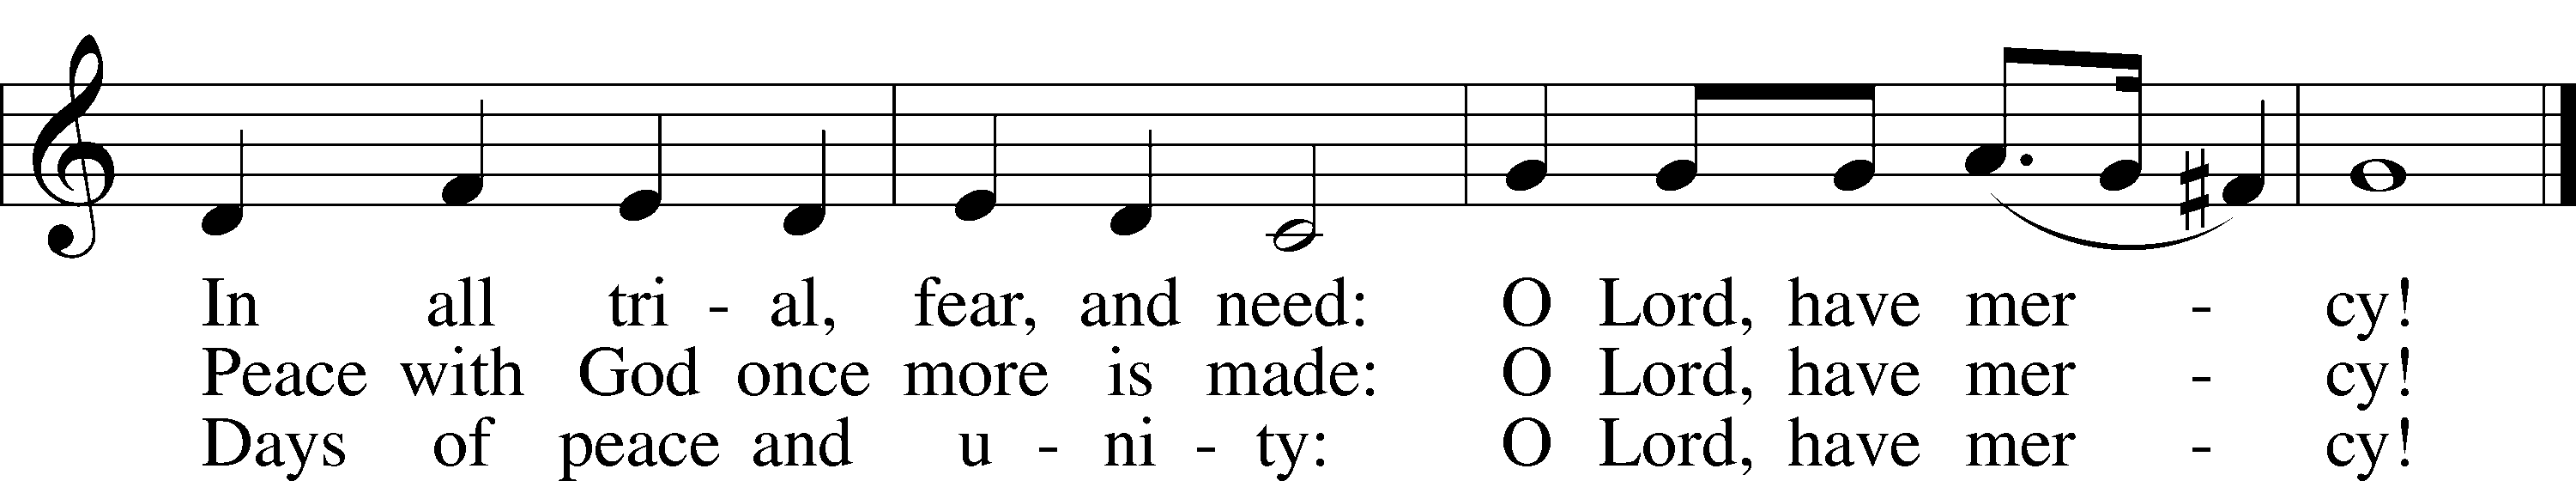 In all tri - al, fear, and need: O Lord, have mer - cy!
Peace with God once more is made: O Lord, have mer - cy!
Days of peace and u - ni - ty: O Lord, have mer - cy!